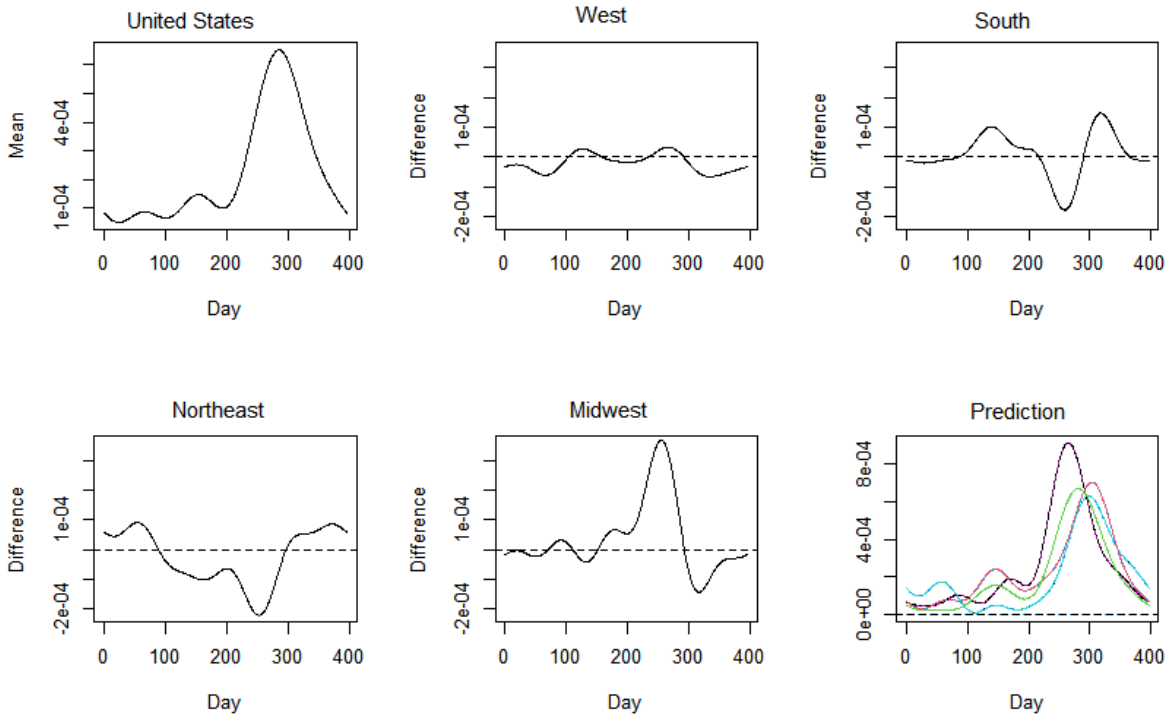 United States
Mean
1e-04
4e-04
0
100
200
300
400
Day
West
Difference
-2e-04
1e-04
0
100
200
300
400
Day
South
Difference
-2e-04
1e-04
0
100
200
300
400
Day
Northeast
Difference
-2e-04
1e-04
0
100
200
300
400
Day
Midwest
Difference
-2e-04
1e-04
0
100
200
300
400
Day
Prediction
0e+00
4e-04
8e-04
0
100
200
300
400
Day